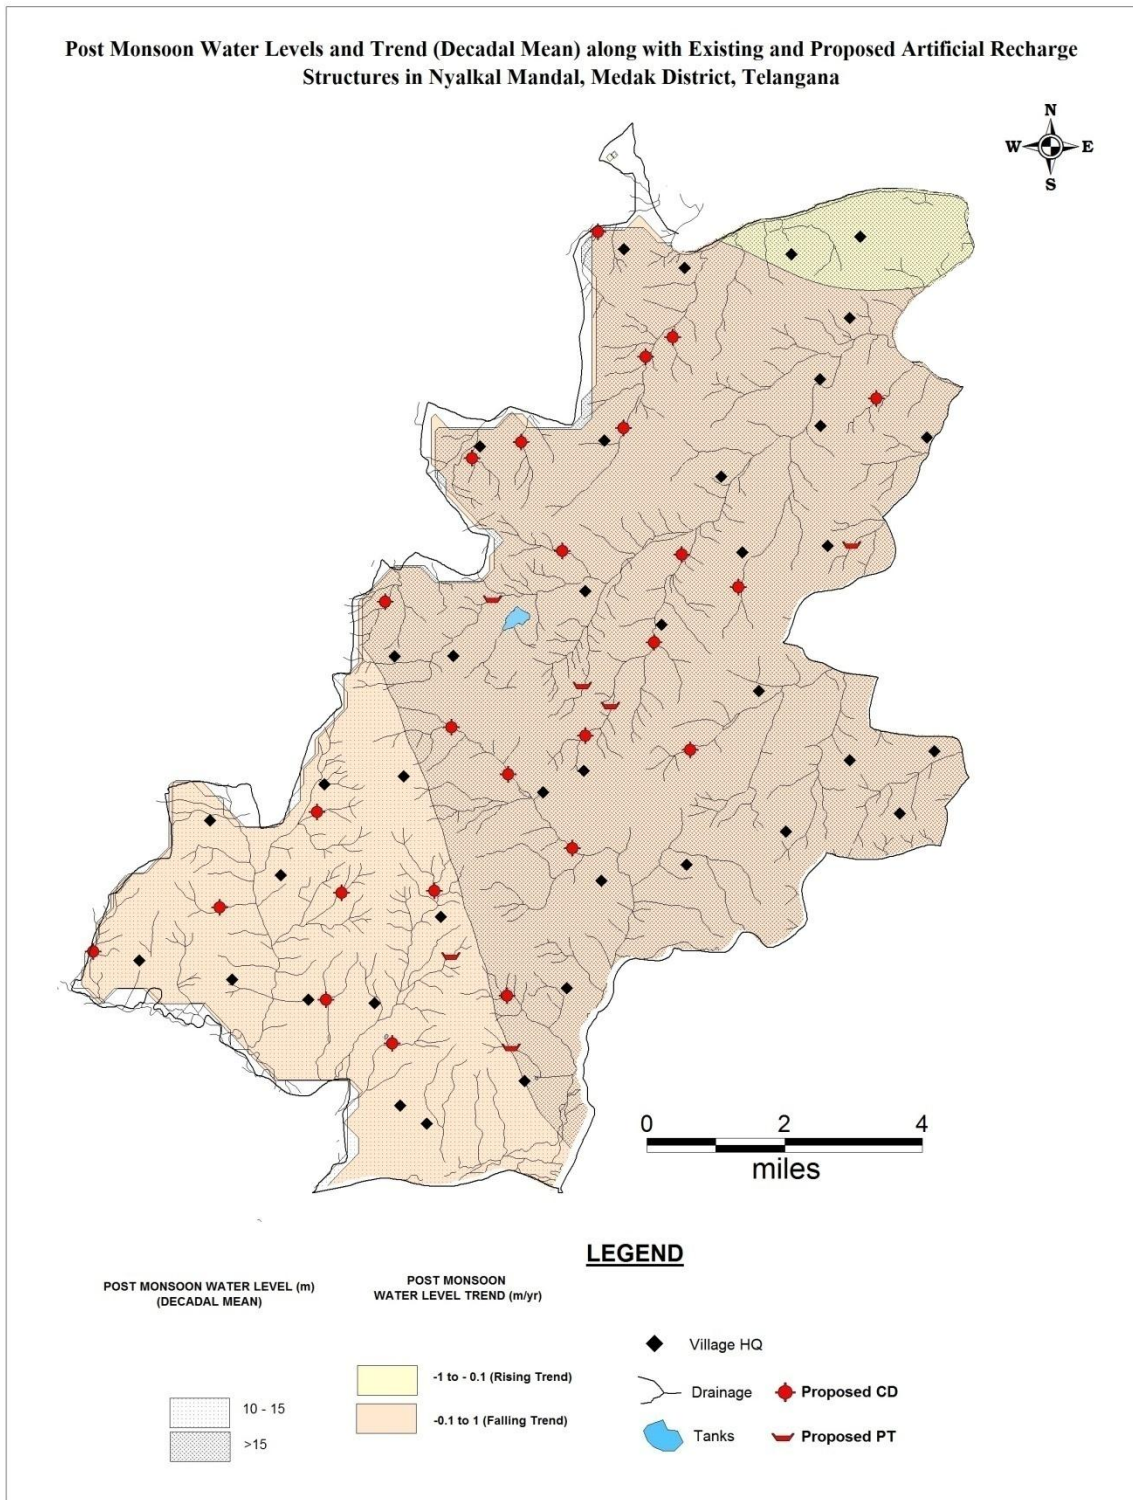 Post Monsoon Water Levels and Trend (Decadal Mean) along with Existing and Proposed Artificial Recharge
Structures in Nyalkal Mandal, Medak District, Telangana
N
W E
S
0 2 4
miles
LEGEND
POST MONSOON WATER LEVEL (m)
(DECADAL MEAN)
10 - 15
>15
POST MONSOON
WATER LEVEL TREND (m/yr)
-1 to - 0.1 (Rising Trend)
-0.1 to 1 (Falling Trend)
Village HQ
Drainage
Proposed CD
Tanks
Proposed PT